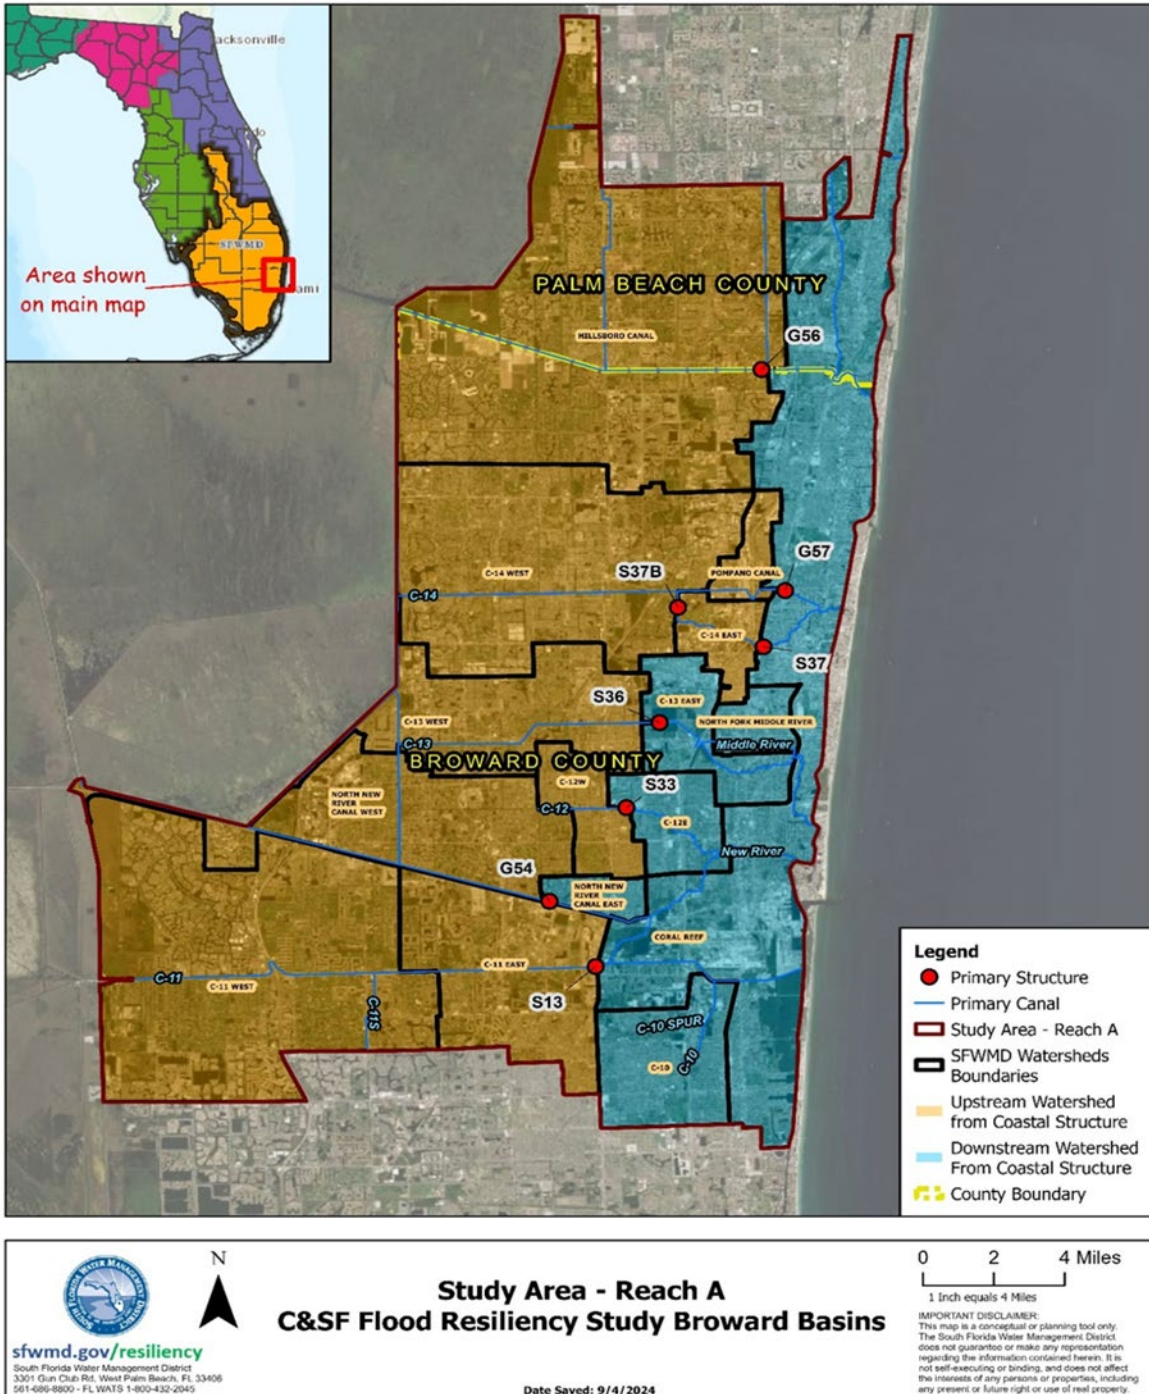 Jacksonville
SFWMD
Area shown
on main map
ami
PALM BEACH COUNTY
HILLSBORO CANAL
G56
G57
C-14 WEST
S37B
POMPANO CANAL
C-14
C-14 EAST
S37
S36
C-13 EAST
C-13 WEST
NORTH FORK MIDDLE RIVER
C-13
Middle River
BROWARD COUNTY
C-12W
S33
NORTH NEW
RIVER
CANAL WEST
C-12
C-12E
New River
G54
NORTH NEW
RIVER
CANAL EAST
CORAL REEF
C-11 EAST
C-11
C-11 WEST
S13
C-11S
C-10 SPUR
C-10
C-10
Legend
Primary Structure
Primary Canal
Study Area - Reach A
SFWMD Watersheds
Boundaries
Upstream Watershed
from Coastal Structure
Downstream Watershed
From Coastal Structure
County Boundary
SOUTH FLORIDA WATER MANAGEMENT DISTRICT
sfwmd.gov/resiliency
South Florida Water Management District
3301 Gun Club Rd, West Palm Beach, FL 33406
561-686-8800 - FL WATS 1-800-432-2045
N
Study Area - Reach A
C&SF Flood Resiliency Study Broward Basins
Date Saved: 9/4/2024
0 2 4 Miles
1 Inch equals 4 Miles
IMPORTANT DISCLAIMER:
This map is a conceptual or planning tool only.
The South Florida Water Management District
does not guarantee or make any representation
regarding the information contained herein. It is
not self-executing or binding, and does not affect
the interests of any persons or properties, including
any present or future right or use of real property.